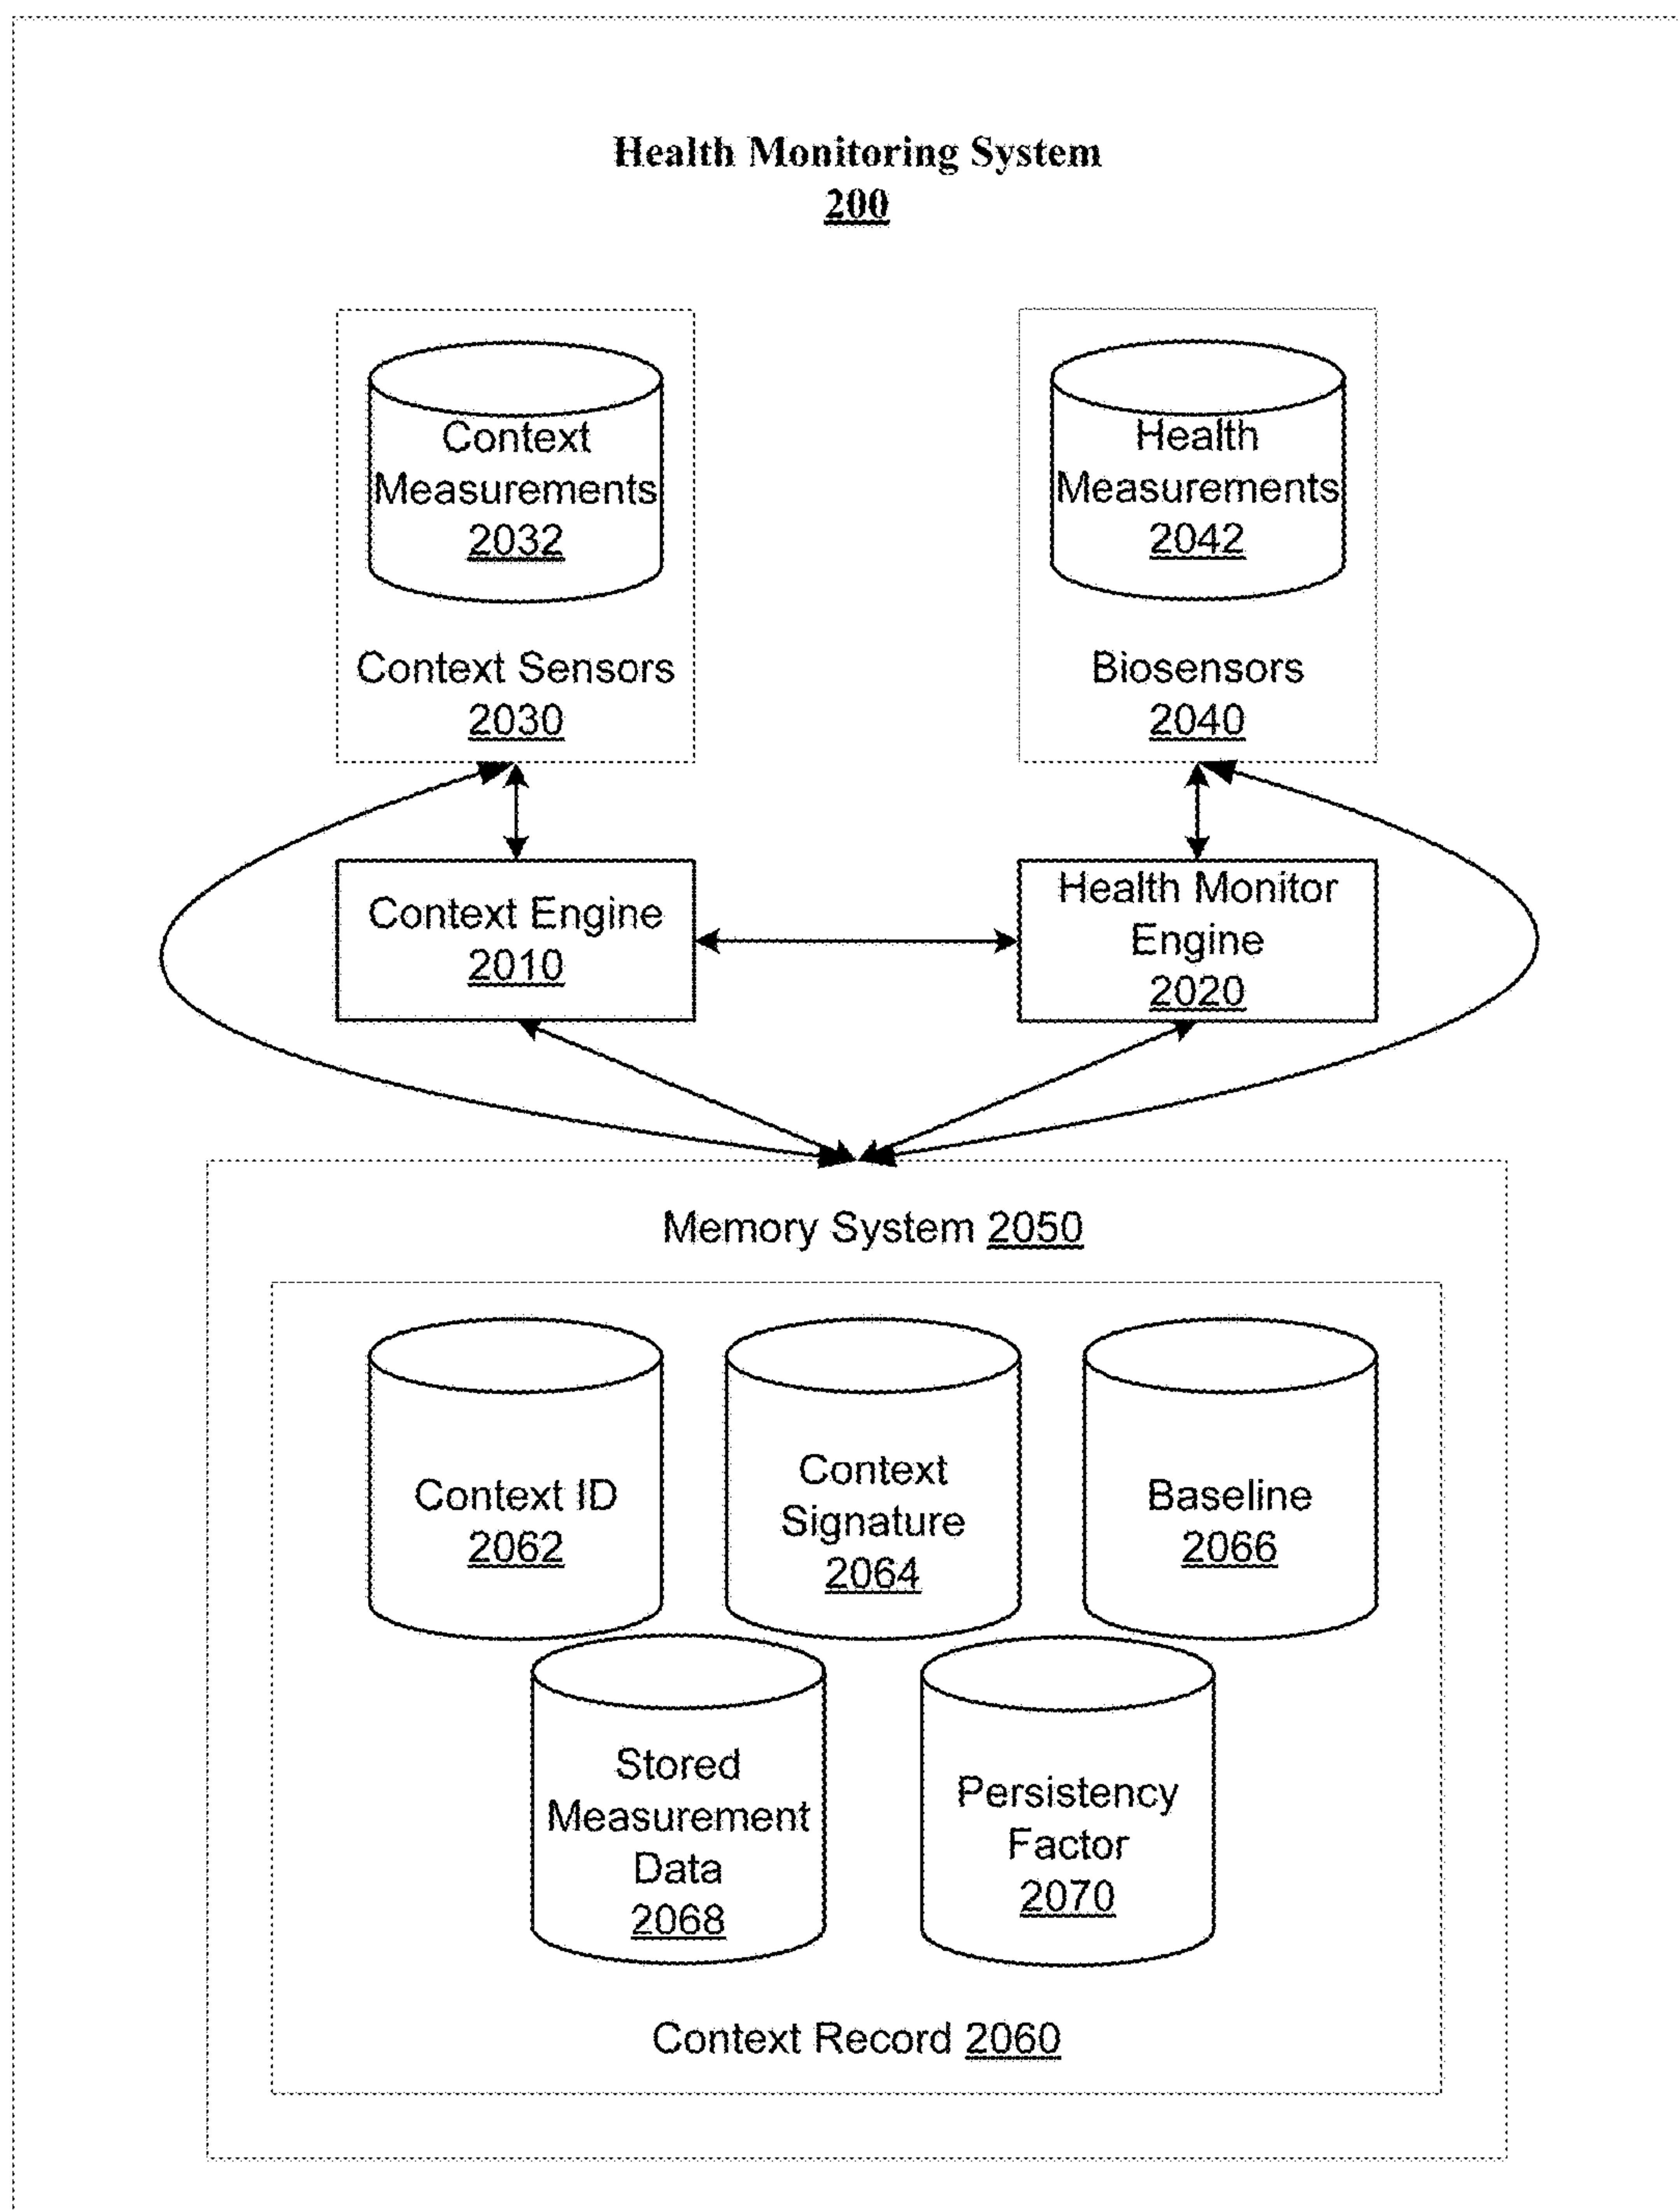 Health Monitoring System
200
Context
Measurements
2032
Context Sensors
2030
Health
Measurements
2042
Biosensors
2040
Context Engine
2010
Health Monitor
Engine
2020
Memory System 2050
Context ID
2062
Context
Signature
2064
Baseline
2066
Stored
Measurement
Data
2068
Persistency
Factor
2070
Context Record 2060